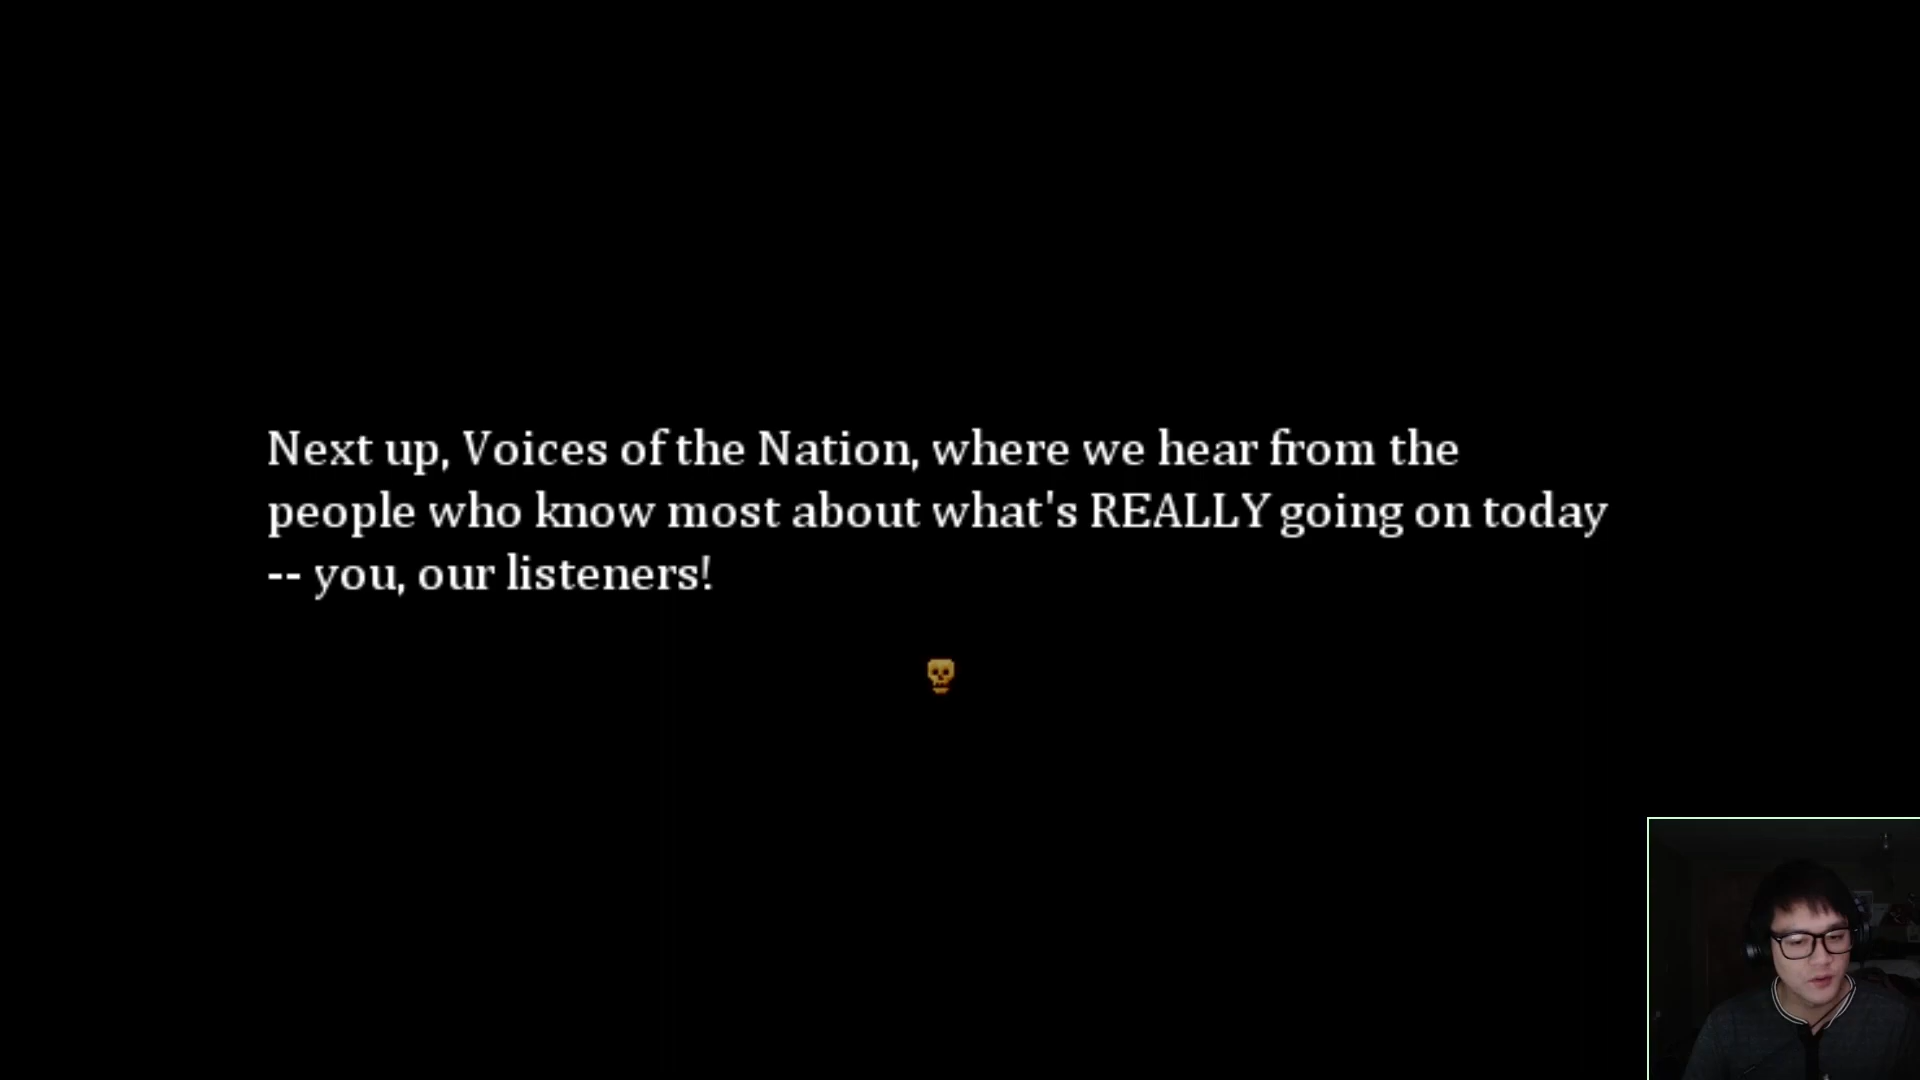 Next up, Voices of the Nation, where we hear from the
people who know most about what's REALLY going on today
-- you, our listeners!